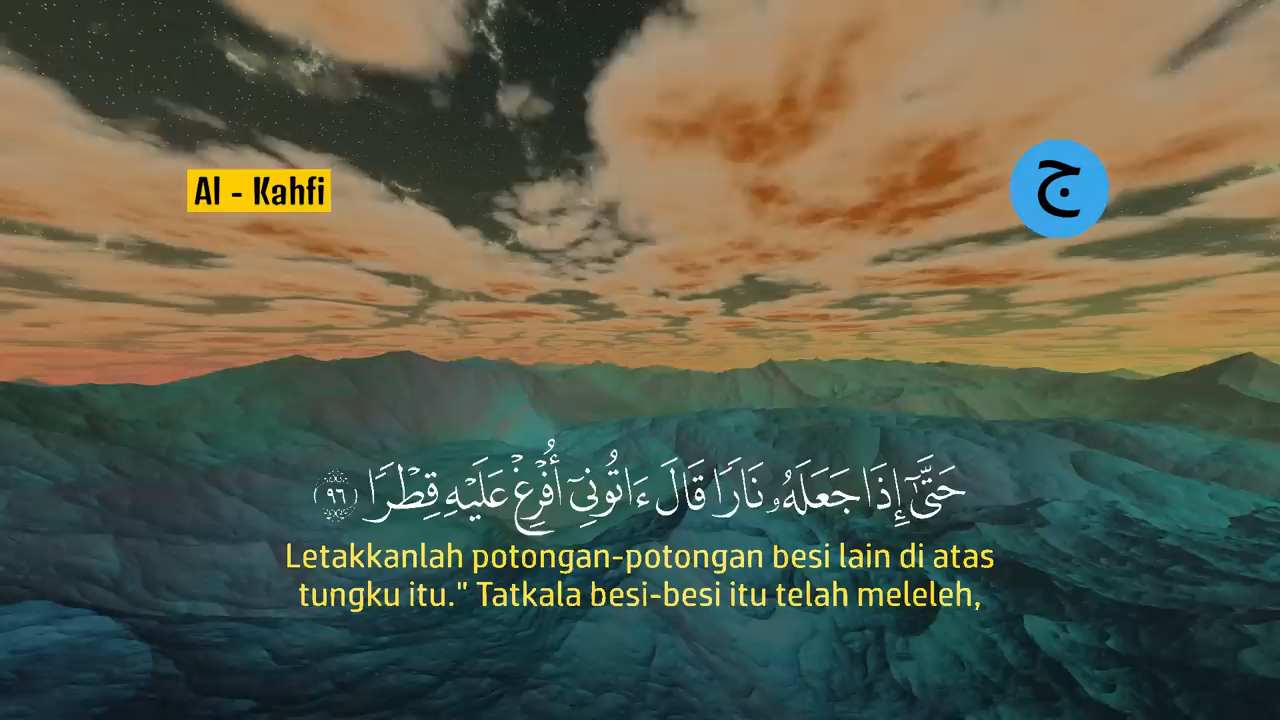 Al - Kahfi
ج
حَتَّىٰٓ إِذَا جَعَلَهُۥ نَارًا قَالَ ءَاتُونِىٓ أُفْرِغْ عَلَيْهِ قِطْرًا ﴿٩٦﴾
Letakkanlah potongan-potongan besi lain di atas
tungku itu." Tatkala besi-besi itu telah meleleh,